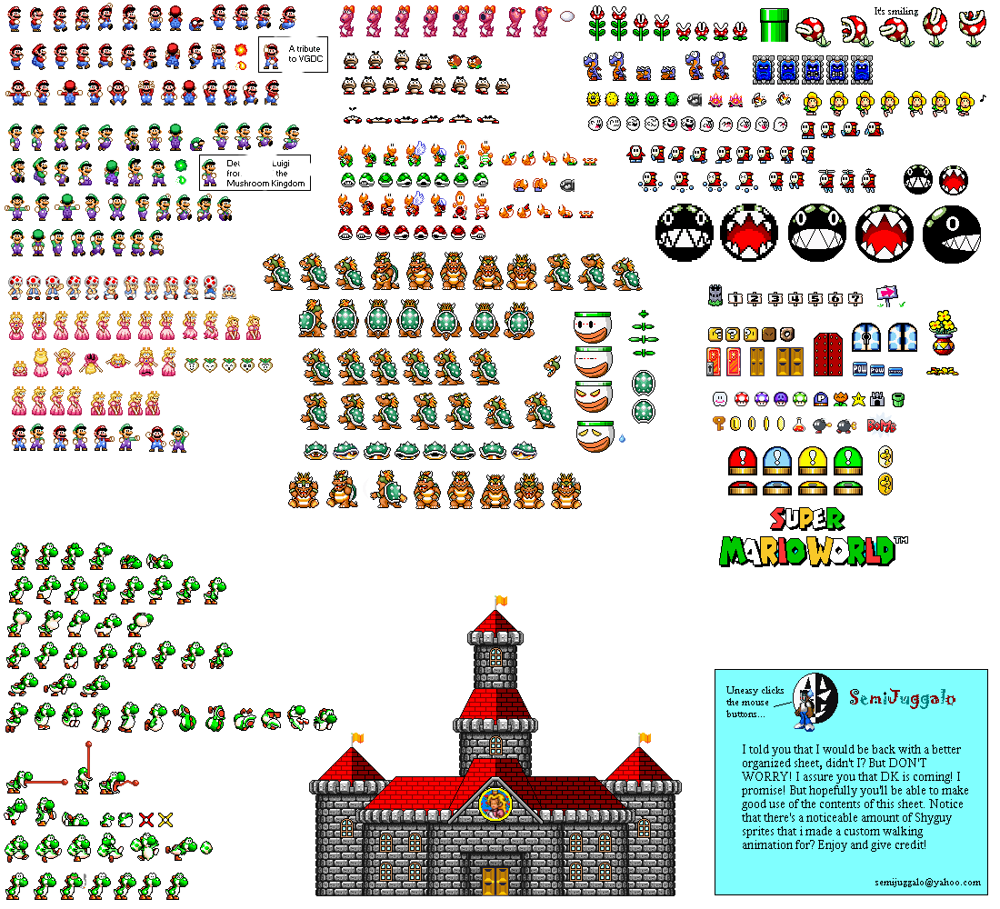 It's smiling
A tribute
to VGDC
Luigi
the
Mushroom Kingdom
1 2 3 4 5 6 7
POW POW POW
P
BOMB
SUPER
MARIO WORLD™
Uneasy clicks
the mouse
buttons...
SemiJuggalo
I told you that I would be back with a better
organized sheet, didn't I? But DON'T
WORRY! I assure you that DK is coming! I
promise! But hopefully you'll be able to make
good use of the contents of this sheet. Notice
that there's a noticeable amount of Shyguy
sprites that i made a custom walking
animation for? Enjoy and give credit!
semijuggalo@yahoo.com